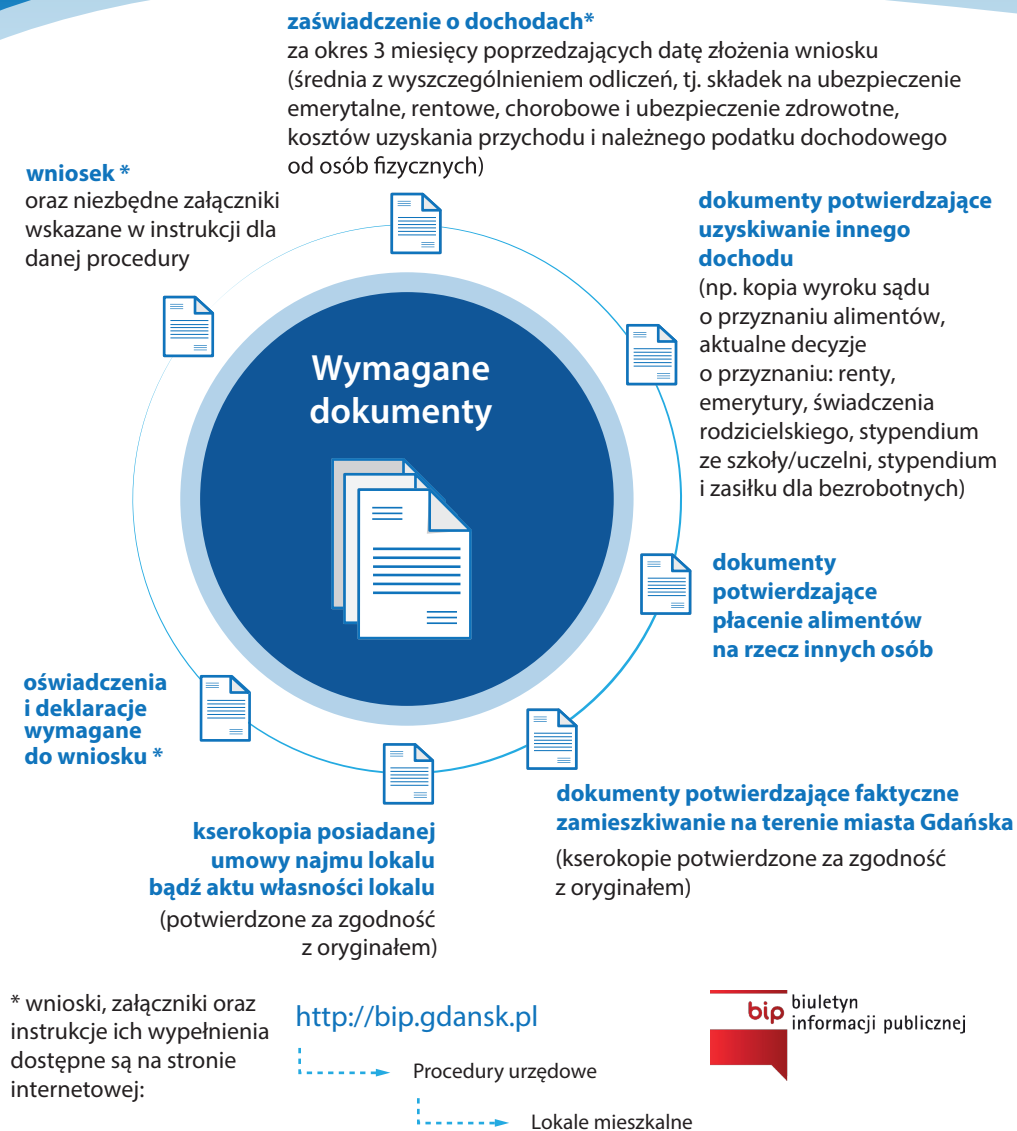 zaświadczenie o dochodach*
za okres 3 miesięcy poprzedzających datę złożenia wniosku
(średnia z wyszczególnieniem odliczeń, tj. składek na ubezpieczenie
emerytalne, rentowe, chorobowe i ubezpieczenie zdrowotne,
kosztów uzyskania przychodu i należnego podatku dochodowego
od osób fizycznych)
wniosek *
oraz niezbędne załączniki
wskazane w instrukcji dla
danej procedury
dokumenty potwierdzające
uzyskiwanie innego
dochodu
(np. kopia wyroku sądu
o przyznaniu alimentów,
aktualne decyzje
o przyznaniu: renty,
emerytury, świadczenia
rodzicielskiego, stypendium
ze szkoły/uczelni, stypendium
i zasiłku dla bezrobotnych)
Wymagane
dokumenty
dokumenty
potwierdzające
płacenie alimentów
na rzecz innych osób
oświadczenia
i deklaracje
wymagane
do wniosku *
dokumenty potwierdzające faktyczne
zamieszkiwanie na terenie miasta Gdańska
(kserokopie potwierdzone za zgodność
z oryginałem)
kserokopia posiadanej
umowy najmu lokalu
bądź aktu własności lokalu
(potwierdzone za zgodność
z oryginałem)
* wnioski, załączniki oraz
instrukcje ich wypełnienia
dostępne są na stronie
internetowej:
http://bip.gdansk.pl
Procedury urzędowe
Lokale mieszkalne
bip
biuletyn
informacji publicznej